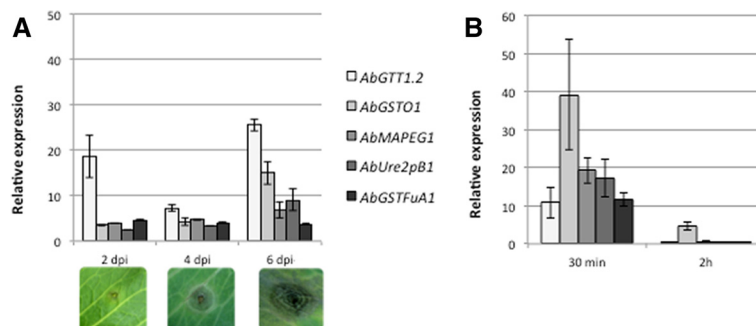 A
50
40
30
20
10
0
Relative expression
2 dpi
4 dpi
6 dpi
AbGTT1.2
AbGSTO1
AbMAPEG1
AbUre2pB1
AbGSTFuA1
B
60
50
40
30
20
10
0
Relative expression
30 min
2h